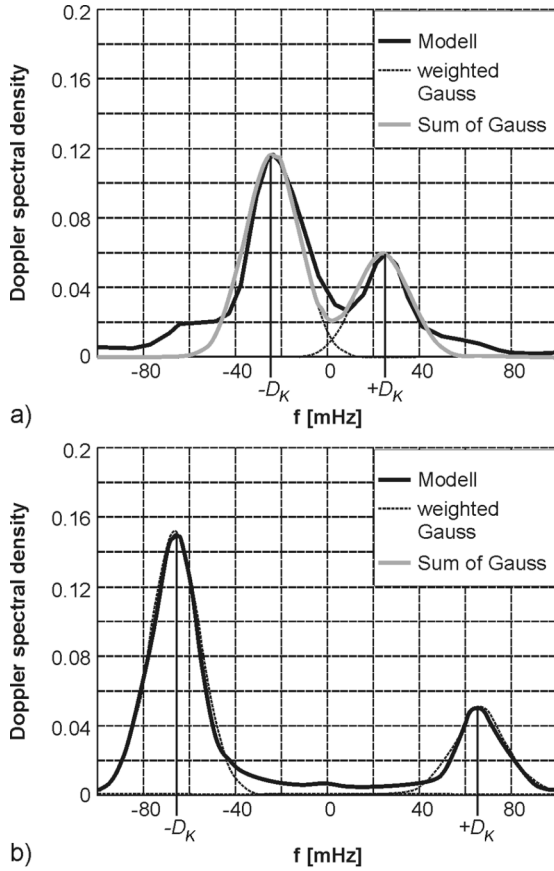 0.2
0.16
0.12
0.08
0.04
0
Doppler spectral density
Modell
weighted
Gauss
Sum of Gauss
-80
-40
0
40
80
-D_K
+D_K
f [mHz]
a)
0.2
0.16
0.12
0.08
0.04
0
Doppler spectral density
Modell
weighted
Gauss
Sum of Gauss
-80
-40
0
40
80
-D_K
+D_K
f [mHz]
b)